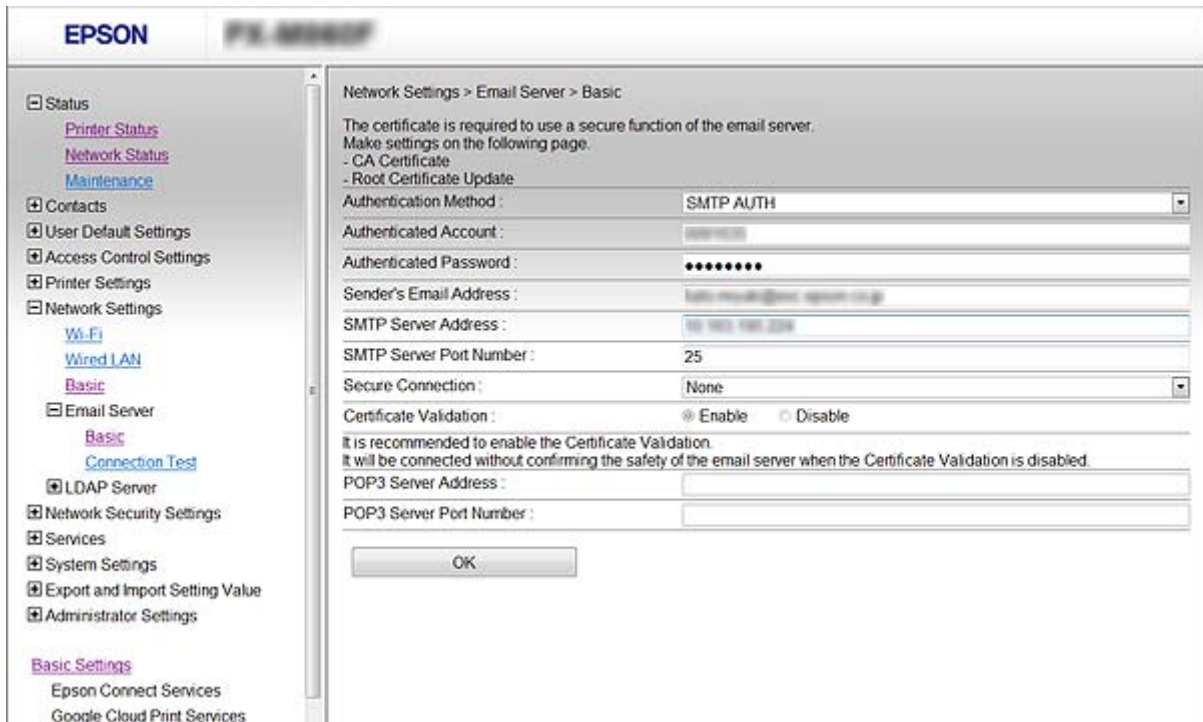 EPSON
Status
Printer Status
Network Status
Maintenance
Contacts
User Default Settings
Access Control Settings
Printer Settings
Network Settings
Wi-Fi
Wired LAN
Basic
Email Server
Basic
Connection Test
LDAP Server
Network Security Settings
Services
System Settings
Export and Import Setting Value
Administrator Settings
Basic Settings
Epson Connect Services
Google Cloud Print Services
Network Settings > Email Server > Basic
The certificate is required to use a secure function of the email server.
Make settings on the following page.
- CA Certificate
- Root Certificate Update
Authentication Method : SMTP AUTH
Authenticated Account :
Authenticated Password : ●●●●●●●●
Sender's Email Address :
SMTP Server Address :
SMTP Server Port Number : 25
Secure Connection : None
Certificate Validation : Enable Disable
It is recommended to enable the Certificate Validation.
It will be connected without confirming the safety of the email server when the Certificate Validation is disabled.
POP3 Server Address :
POP3 Server Port Number :
OK